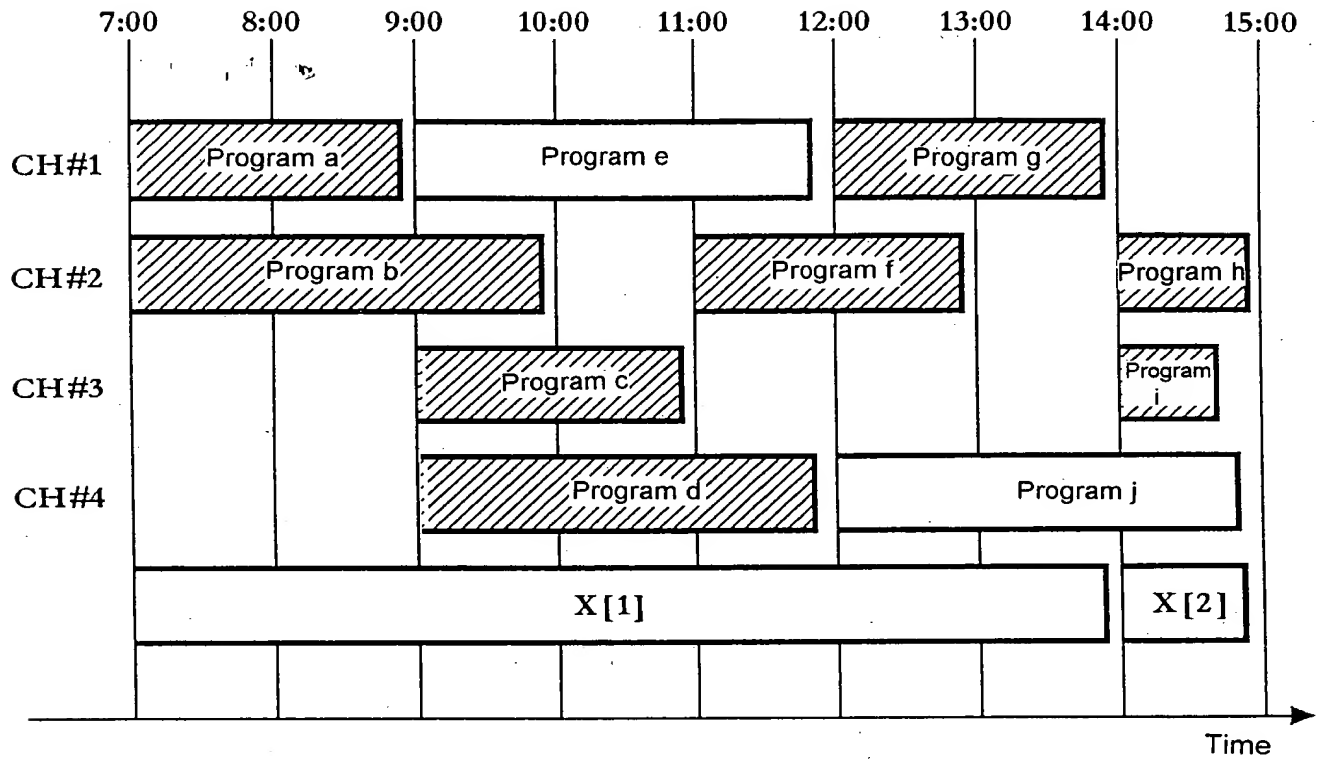 7:00 8:00 9:00 10:00 11:00 12:00 13:00 14:00 15:00
CH#1 Program a Program e Program g
CH#2 Program b Program f Program h
CH#3 Program c Program
i
CH#4 Program d Program j
X[1] X[2]
Time